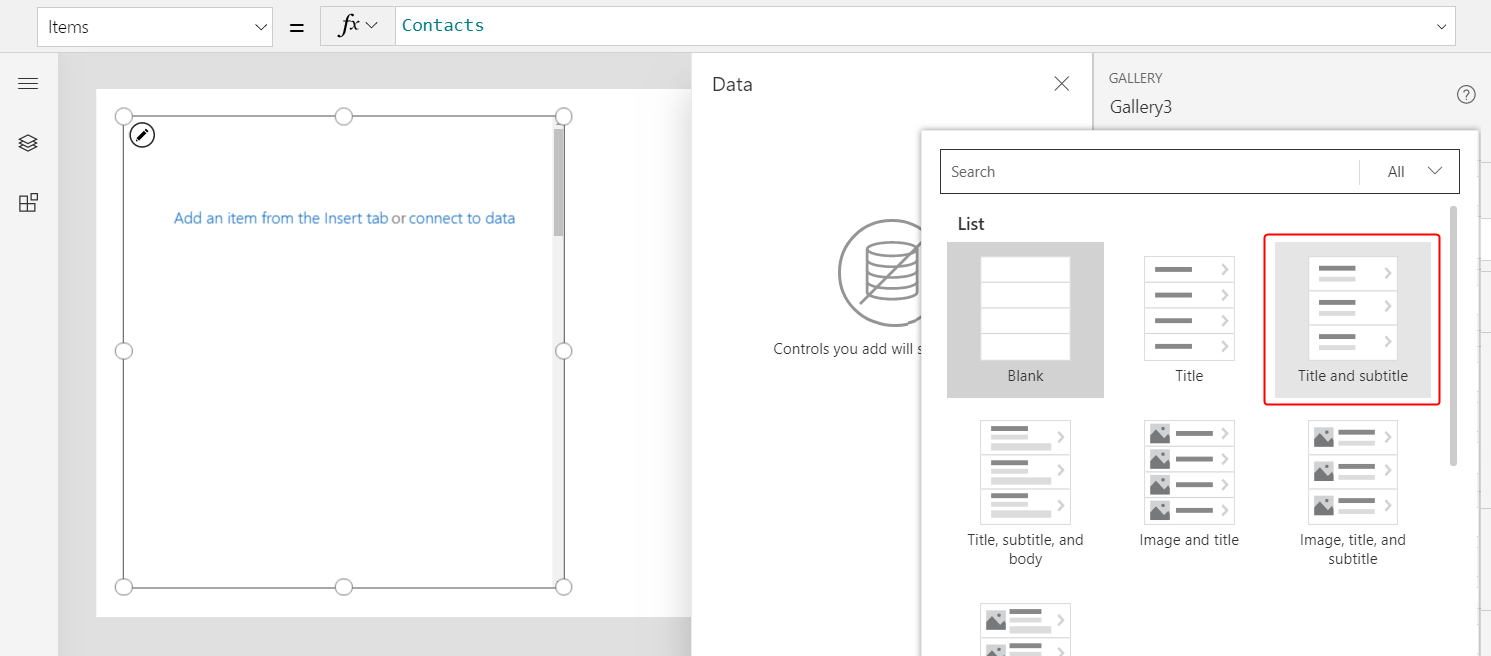 Items
=
fx
Contacts
Data
GALLERY
Gallery3
?
Add an item from the Insert tab or connect to data
Controls you add will
Search
All
List
Blank
Title
Title and subtitle
Title, subtitle, and
body
Image and title
Image, title, and
subtitle